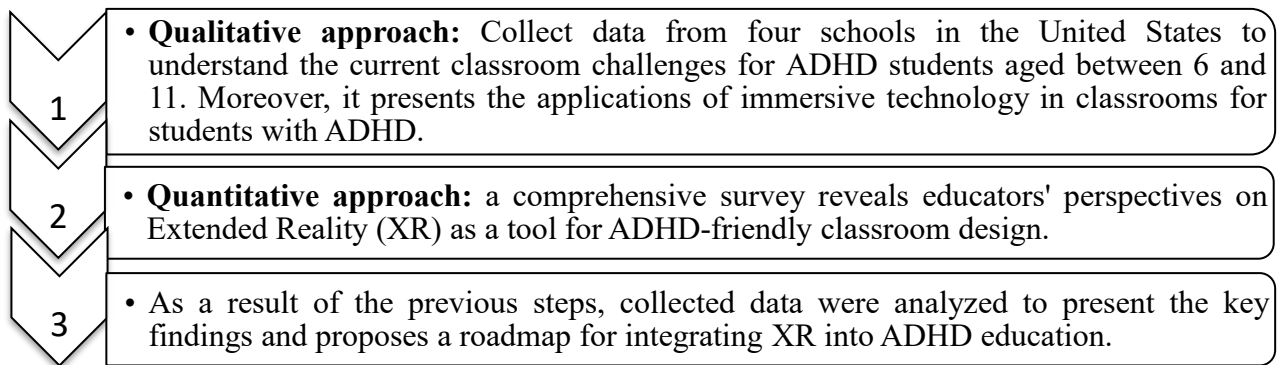 1
• Qualitative approach: Collect data from four schools in the United States to
understand the current classroom challenges for ADHD students aged between 6 and
11. Moreover, it presents the applications of immersive technology in classrooms for
students with ADHD.
2
• Quantitative approach: a comprehensive survey reveals educators' perspectives on
Extended Reality (XR) as a tool for ADHD-friendly classroom design.
3
• As a result of the previous steps, collected data were analyzed to present the key
findings and proposes a roadmap for integrating XR into ADHD education.